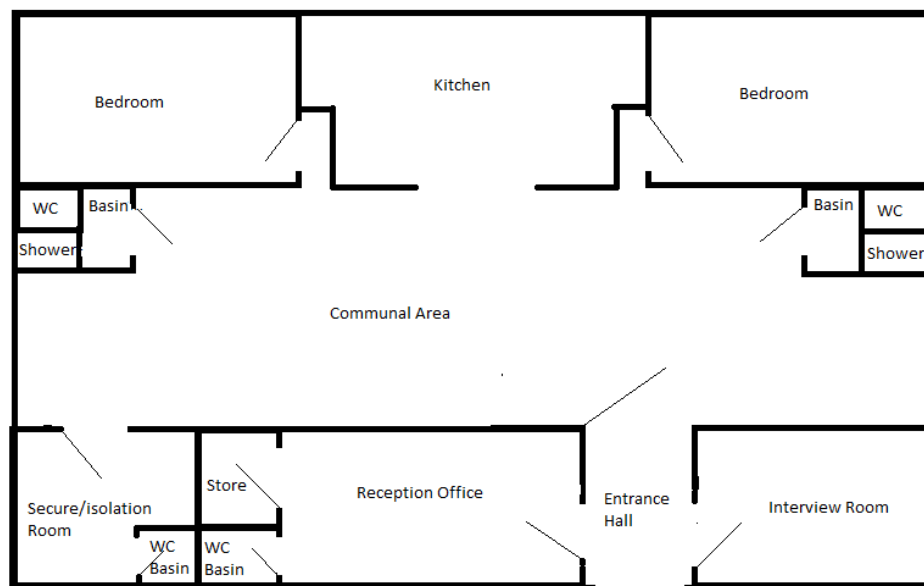 Kitchen
Bedroom
Bedroom
WC
Basin
Basin
WC
Shower
Shower
Communal Area
Store
Reception Office
Entrance
Hall
Interview Room
Secure/isolation
Room
WC
Basin
WC
Basin